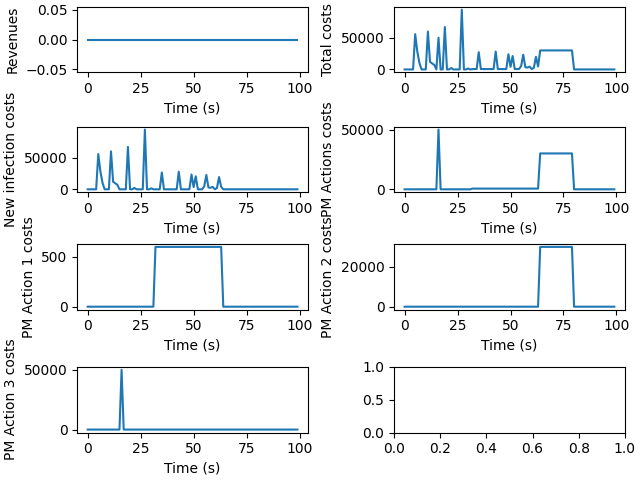 Revenues
0.05
0.00
−0.05
0 25 50 75 100
Time (s)
Total costs
50000
0
0 25 50 75 100
Time (s)
New infection costs
50000
0
0 25 50 75 100
Time (s)
PM Actions costs
50000
0
0 25 50 75 100
Time (s)
PM Action 1 costs
500
0
0 25 50 75 100
Time (s)
PM Action 2 costs
20000
0
0 25 50 75 100
Time (s)
PM Action 3 costs
50000
0
0 25 50 75 100
Time (s)
1.0
0.5
0.0
0.0 0.2 0.4 0.6 0.8 1.0